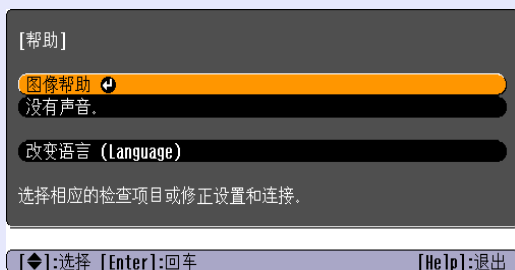 [帮助]
图像帮助
没有声音.
改变语言 (Language)
选择相应的检查项目或修正设置和连接.
[◆]:选择 [Enter]:回车 [Help]:退出